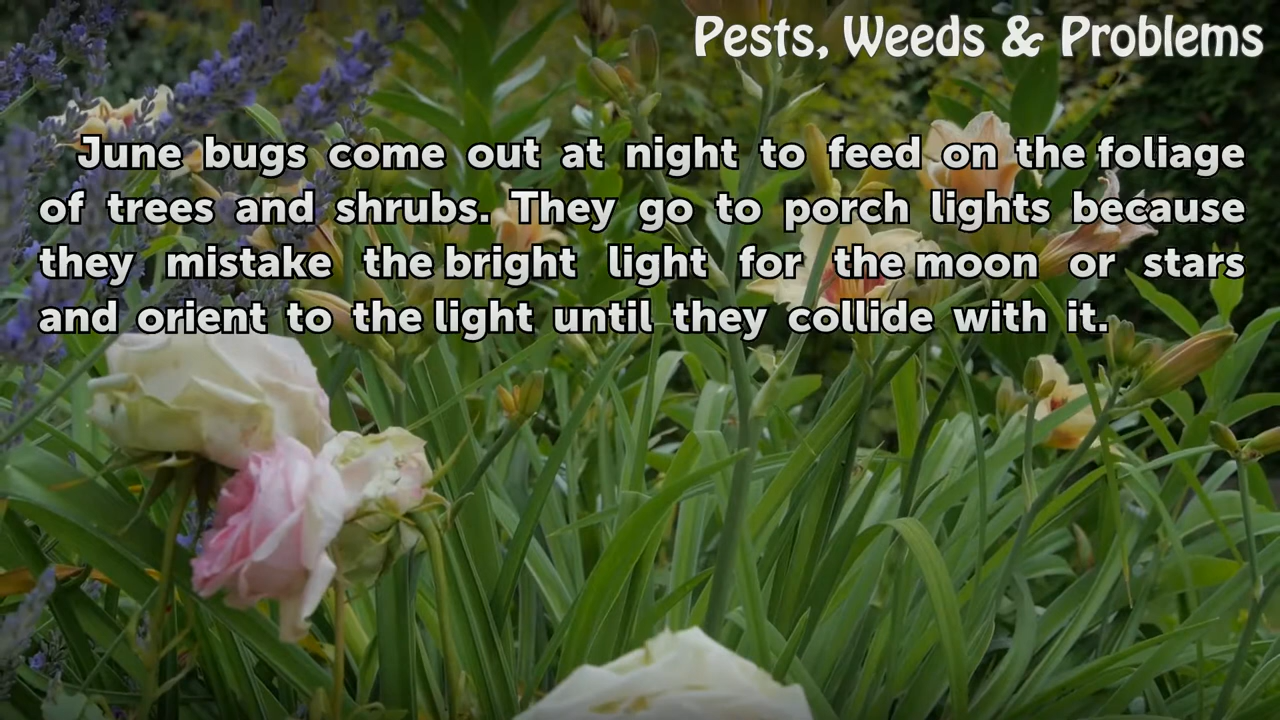 Pests, Weeds & Problems
June bugs come out at night to feed on the foliage
of trees and shrubs. They go to porch lights because
they mistake the bright light for the moon or stars
and orient to the light until they collide with it.